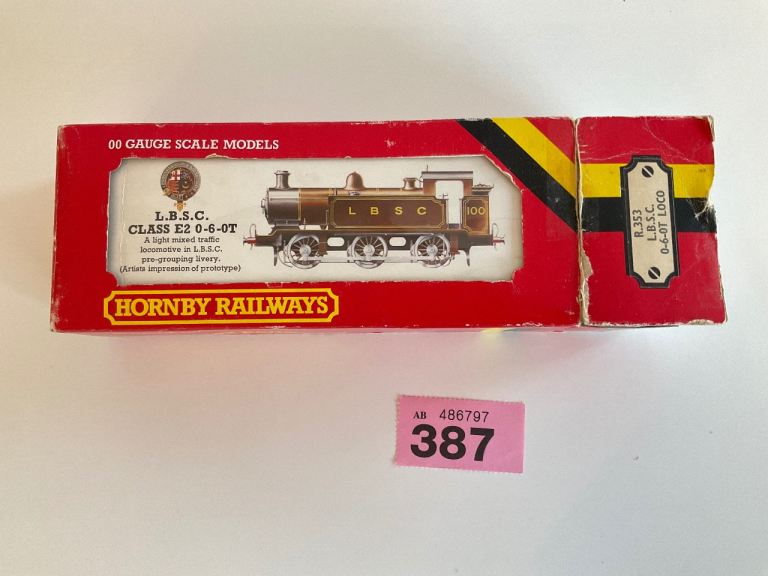 00 GAUGE SCALE MODELS
L.B.S.C.
CLASS E2 0-6-0T
A light mixed traffic
locomotive in L.B.S.C.
pre-grouping livery.
(Artists impression of prototype)
L B S C 100
HORNBY RAILWAYS
R.353
L.B.S.C.
0-6-0T LOCO
AB 486797
387